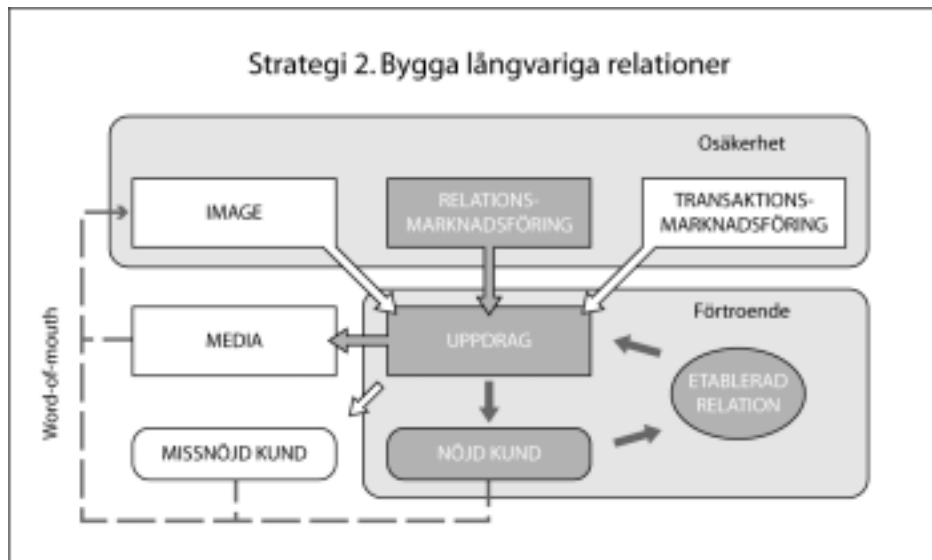 Strategi 2. Bygga långvariga relationer
Osäkerhet
IMAGE
RELATIONS-
MARKNADSFÖRING
TRANSAKTIONS-
MARKNADSFÖRING
Förtroende
MEDIA
UPPDRAG
ETABLERAD
RELATION
MISSNÖJD KUND
NÖJD KUND
Word-of-mouth